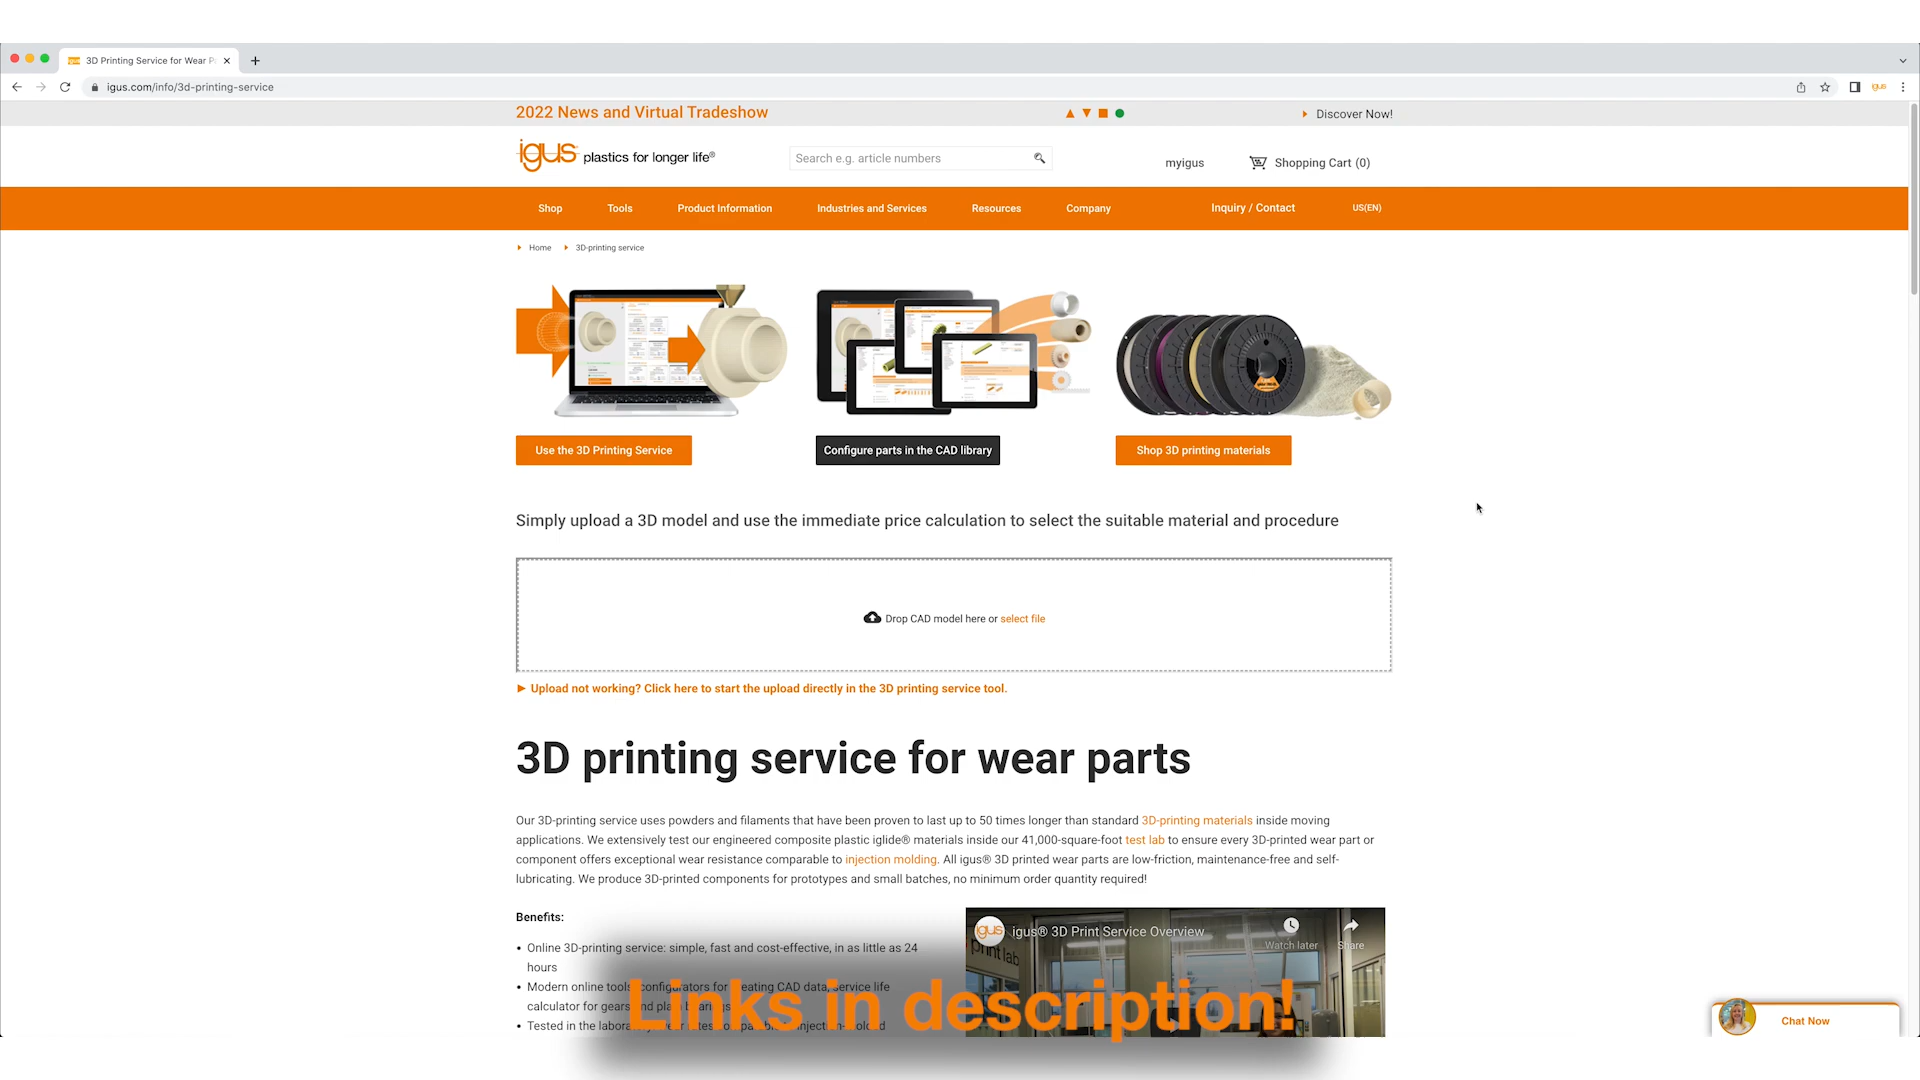 3D Printing Service for Wear P
igus.com/info/3d-printing-service
igus
2022 News and Virtual Tradeshow
Discover Now!
igus plastics for longer life®
Search e.g. article numbers
myigus
Shopping Cart (0)
Shop
Tools
Product Information
Industries and Services
Resources
Company
Inquiry / Contact
US(EN)
Home
3D-printing service
Use the 3D Printing Service
Configure parts in the CAD library
Shop 3D printing materials
Simply upload a 3D model and use the immediate price calculation to select the suitable material and procedure
Drop CAD model here or select file
Upload not working? Click here to start the upload directly in the 3D printing service tool.
3D printing service for wear parts
Our 3D-printing service uses powders and filaments that have been proven to last up to 50 times longer than standard 3D-printing materials inside moving
applications. We extensively test our engineered composite plastic iglide® materials inside our 41,000-square-foot test lab to ensure every 3D-printed wear part or
component offers exceptional wear resistance comparable to injection molding. All igus® 3D printed wear parts are low-friction, maintenance-free and self-
lubricating. We produce 3D-printed components for prototypes and small batches, no minimum order quantity required!
Benefits:
• Online 3D-printing service: simple, fast and cost-effective, in as little as 24
hours
• Modern online tools, configurators for creating CAD data, service life
calculator for gears and plain bearings
• Tested in the
igus
igus® 3D Print Service Overview
Watch later
Share
print lab
Links in description!
Chat Now